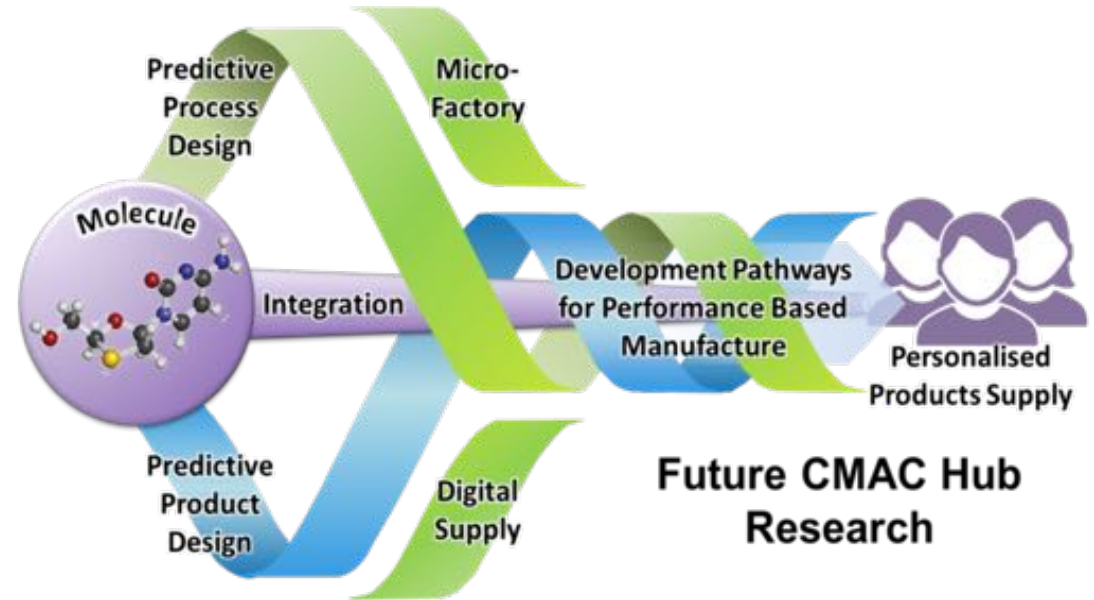 Predictive
Process
Design
Micro-
Factory
Molecule
Integration
Development Pathways
for Performance Based
Manufacture
Personalised
Products Supply
Predictive
Product
Design
Digital
Supply
Future CMAC Hub
Research